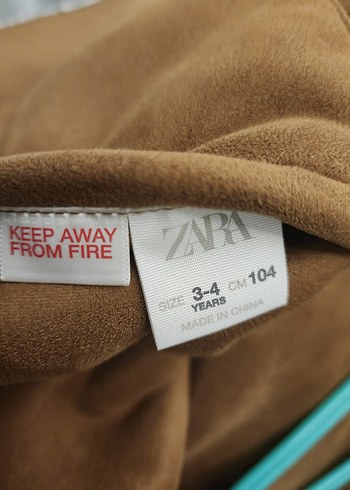 KEEP AWAY
FROM FIRE
ZARA
SIZE 3-4 YEARS CM 104
MADE IN CHINA